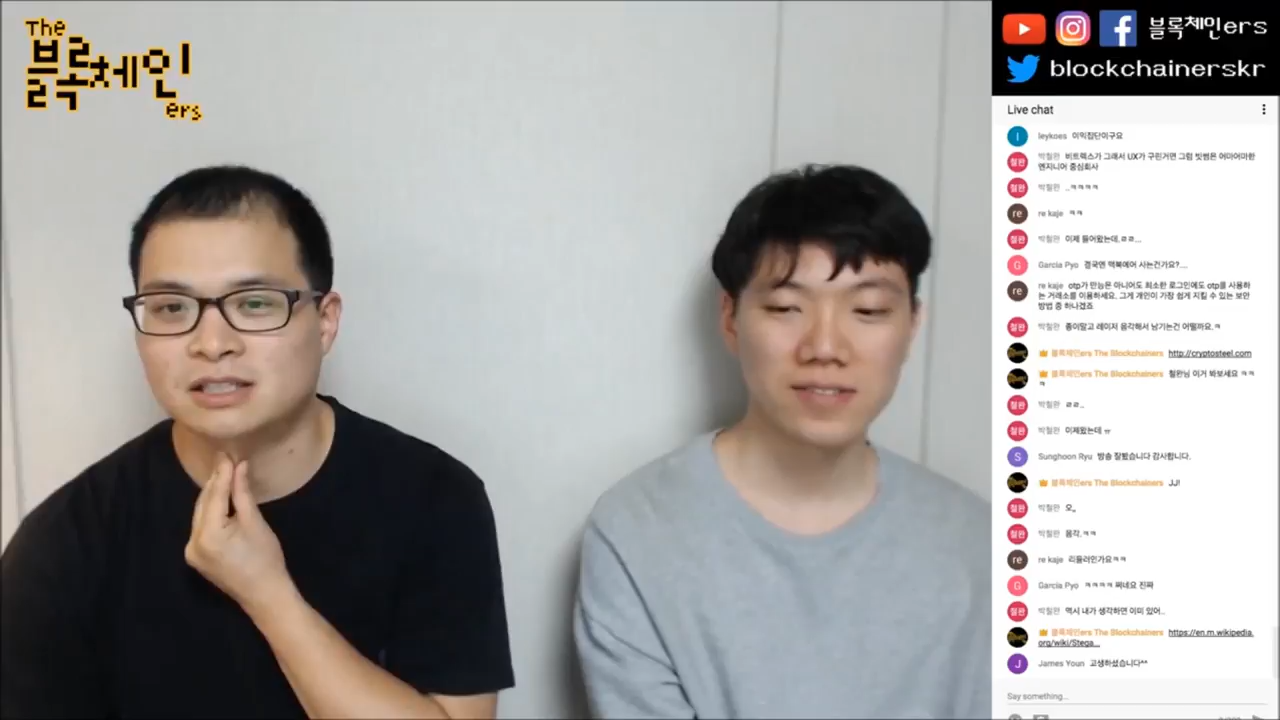 The
블록체인
ers
블록체인ers
blockchainerskr
Live chat
leykoes 이익집단이구요
박철완 비트렉스가 그래서 UX가 구린거면 그럼 빗썸은 어마어마한
엔지니어 중심회사
박철완 ..ㅋㅋㅋㅋ
re kaje ㅋㅋ
박철완 이제 들어왔는데.ㄹㄹ...
Garcia Pyo 결국엔 맥북에어 사는건가요?....
re kaje otp가 만능은 아니어도 최소한 로그인에도 otp를 사용하
는 거래소를 이용하세요. 그게 개인이 가장 쉽게 지킬 수 있는 보안
방법 중 하나겠죠
박철완 종이말고 레이저 음각해서 남기는건 어떨까요.ㅋ
블록체인ers The Blockchainers http://cryptosteel.com
블록체인ers The Blockchainers 철완님 이거 봐보세요 ㅋㅋ
ㅋ
박철완 ㄹㄹ..
박철완 이제왔는데 ㅠ
Sunghoon Ryu 방송 잘봤습니다 감사합니다.
블록체인ers The Blockchainers JJ!
박철완 오,,
박철완 음각.ㅋㅋ
re kaje 리플러인가요ㅋㅋ
Garcia Pyo ㅋㅋㅋㅋ 쩌네요 진짜
박철완 역시 내가 생각하면 이미 있어..
블록체인ers The Blockchainers https://en.m.wikipedia.
org/wiki/Stega...
James Youn 고생하셨습니다^^
Say something...